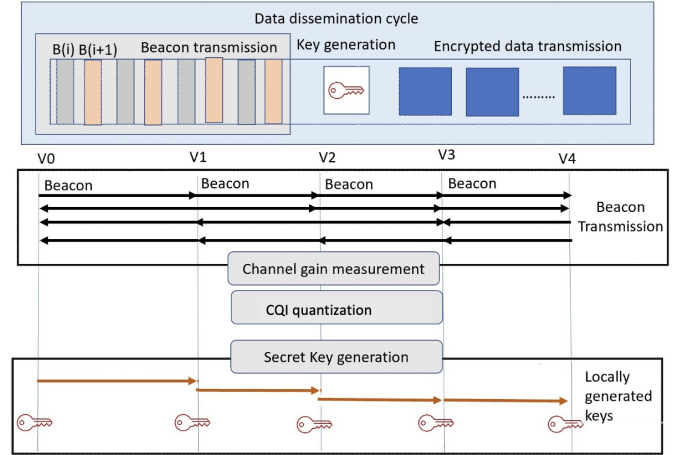 Data dissemination cycle
B(i) B(i+1) Beacon transmission Key generation Encrypted data transmission
.........
V0 V1 V2 V3 V4
Beacon Beacon Beacon Beacon
Beacon
Transmission
Channel gain measurement
CQI quantization
Secret Key generation
Locally
generated
keys